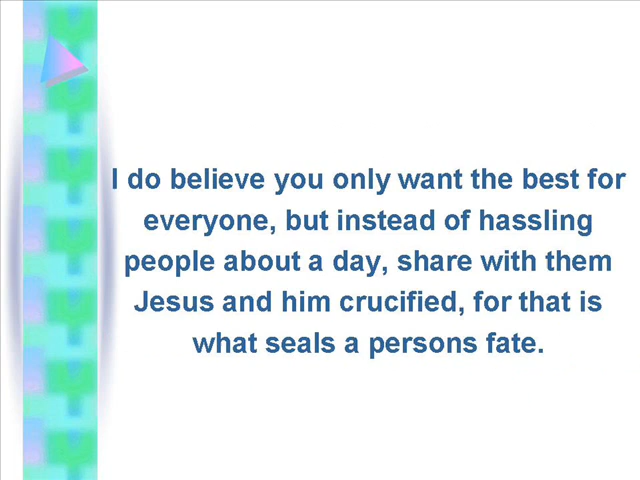 I do believe you only want the best for
everyone, but instead of hassling
people about a day, share with them
Jesus and him crucified, for that is
what seals a persons fate.